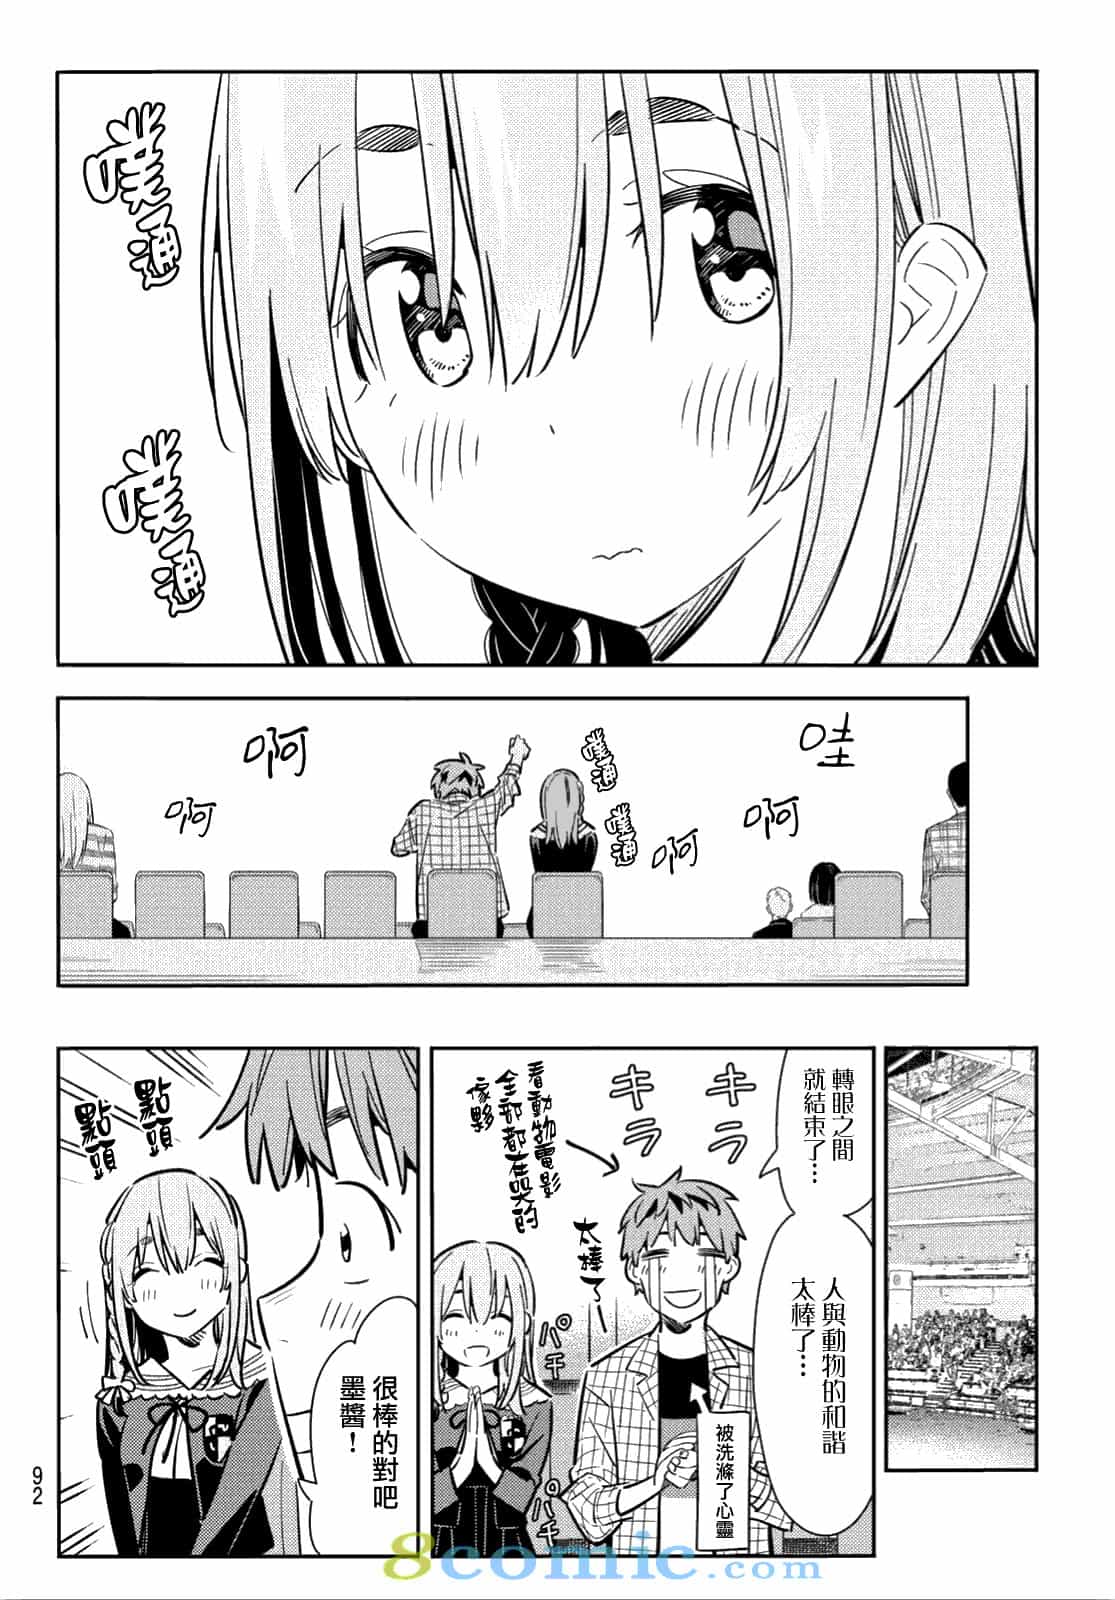 噗通
噗通
哇
啊
啊
噗通
噗通
啊
啊
轉眼之間
就結束了…
人與動物的和諧
太棒了…
キラ
キラ
看動物電影
全部都在哭的
傢夥
太棒了
被洗滌了心靈
パチ
パチ
很棒的對吧
墨醬！
點頭
點頭
92
8comic.com